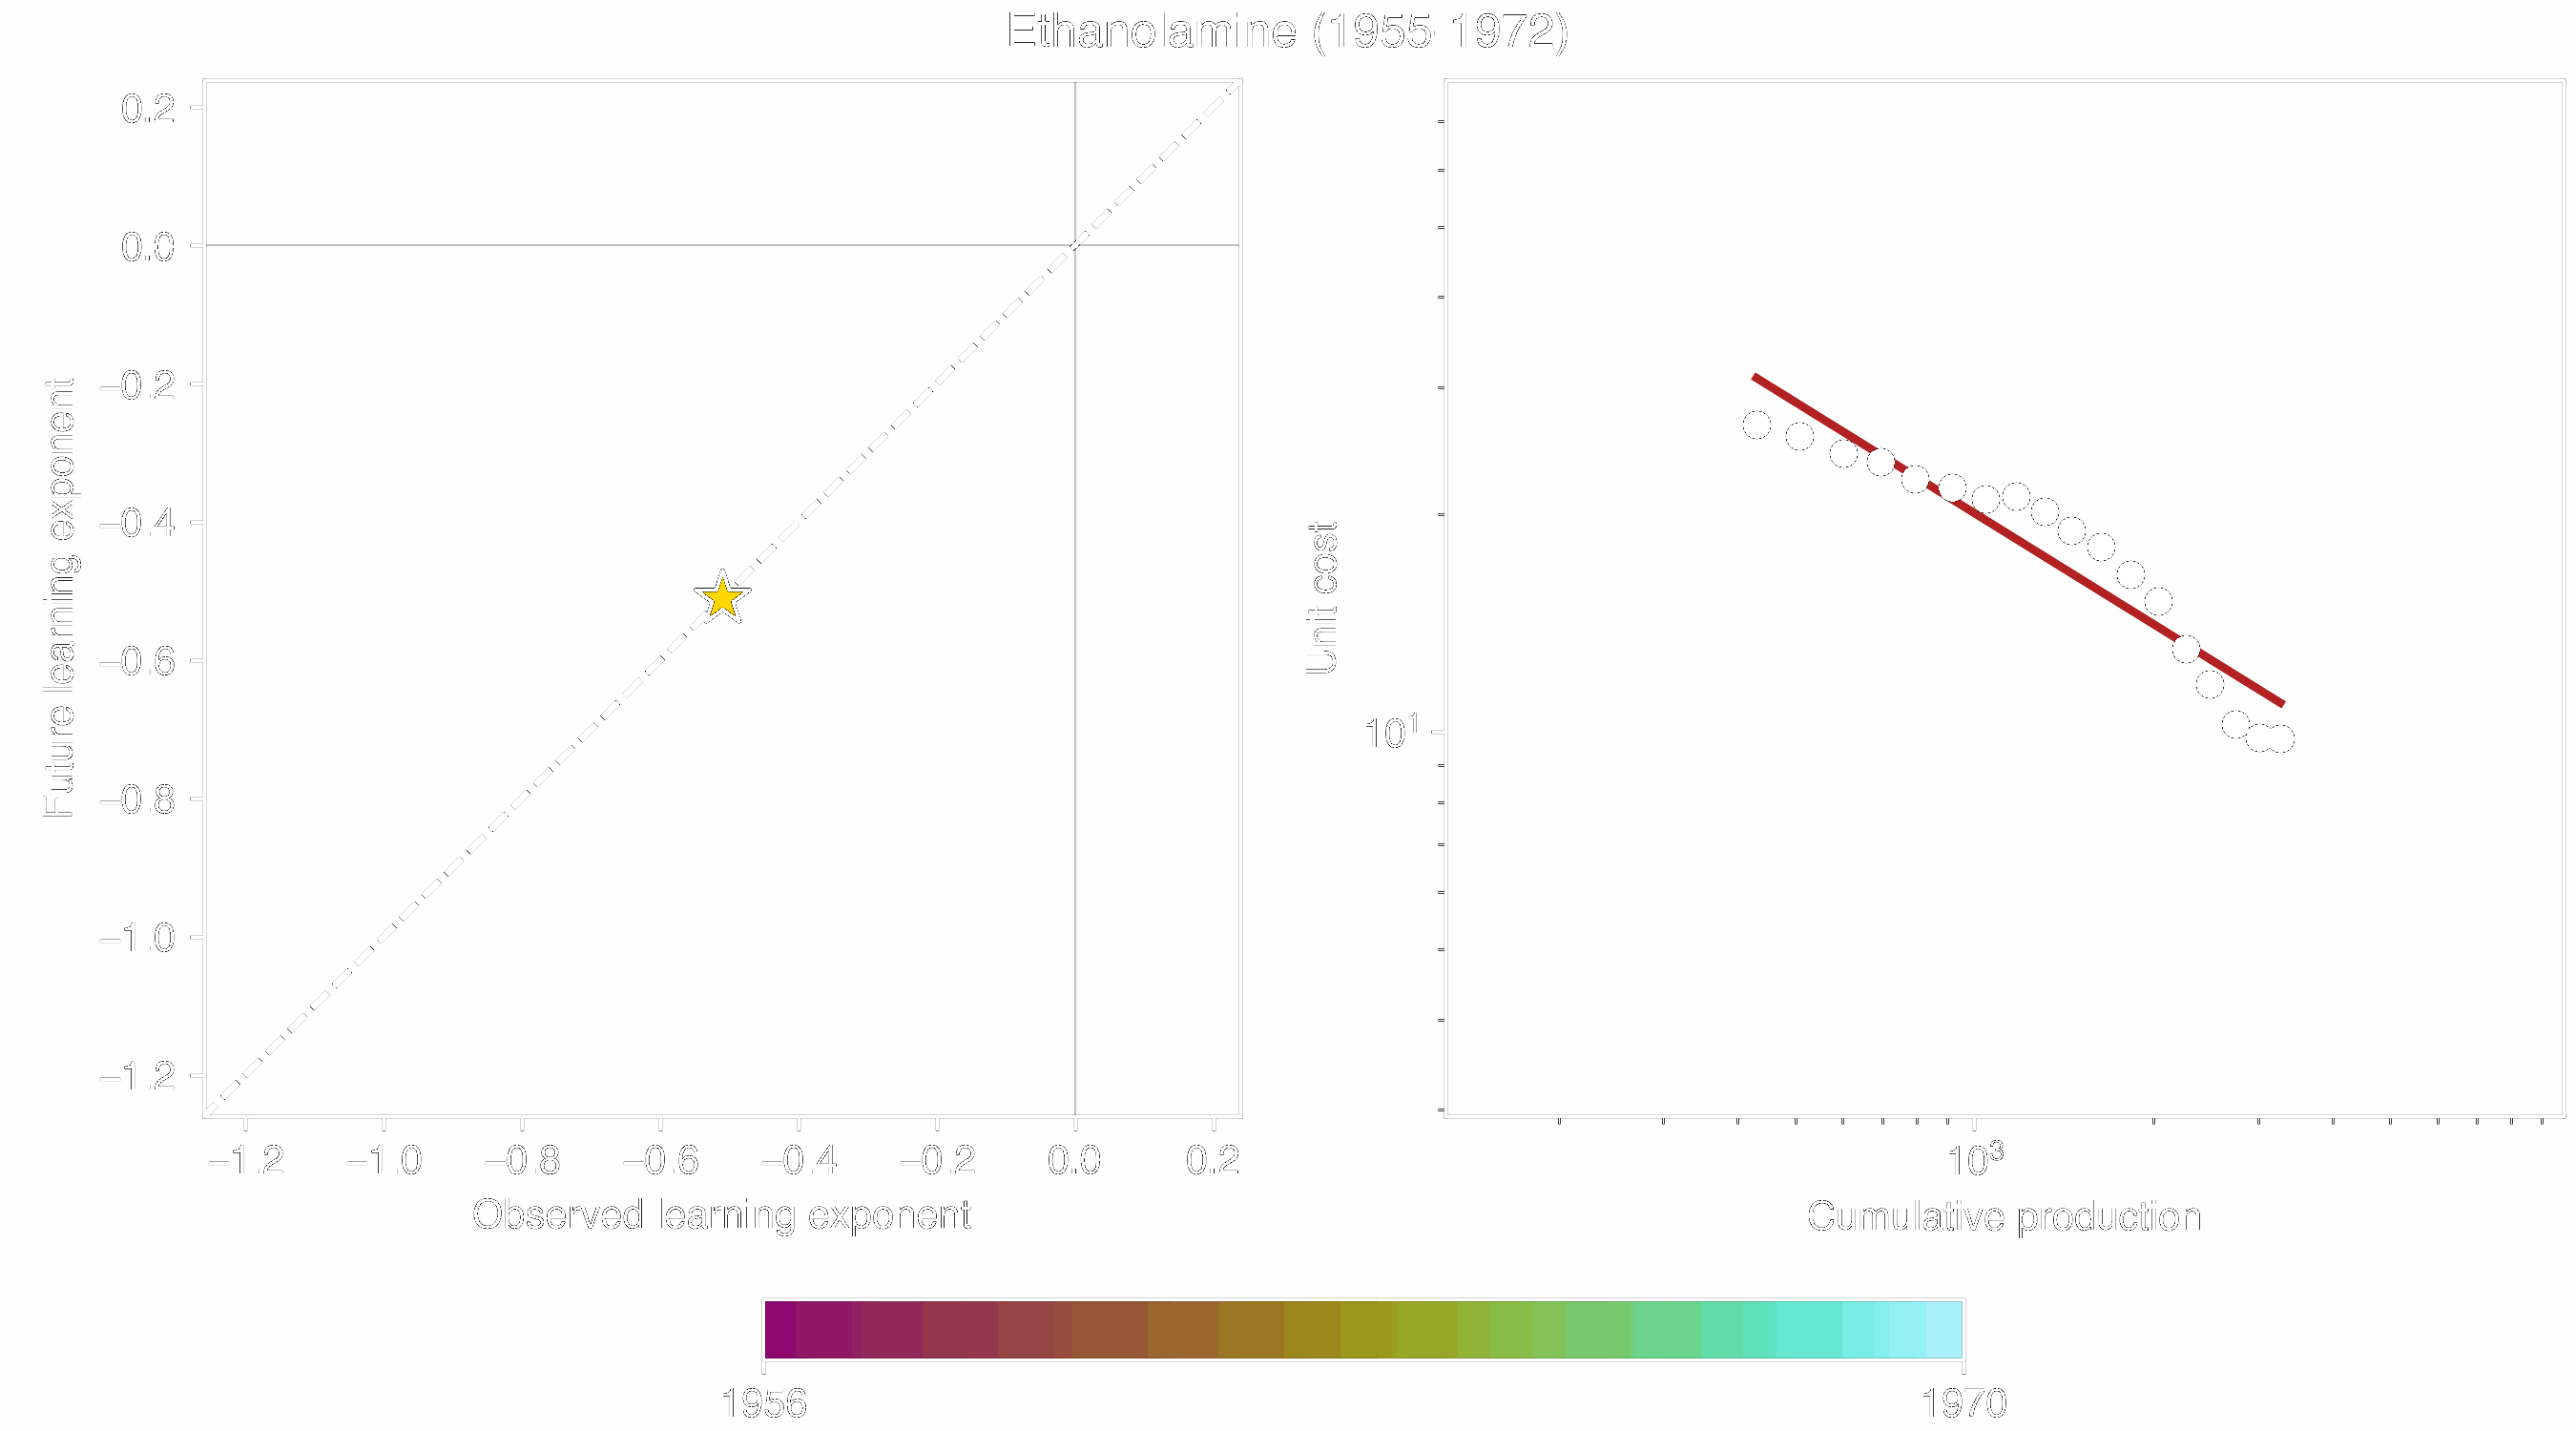 Ethanolamine (1955 1972)
0.2
0.0
−0.2
−0.4
−0.6
−0.8
−1.0
−1.2
Future learning exponent
−1.2 −1.0 −0.8 −0.6 −0.4 −0.2 0.0 0.2
Observed learning exponent
Unit cost
10¹
10³
Cumulative production
1956 1970